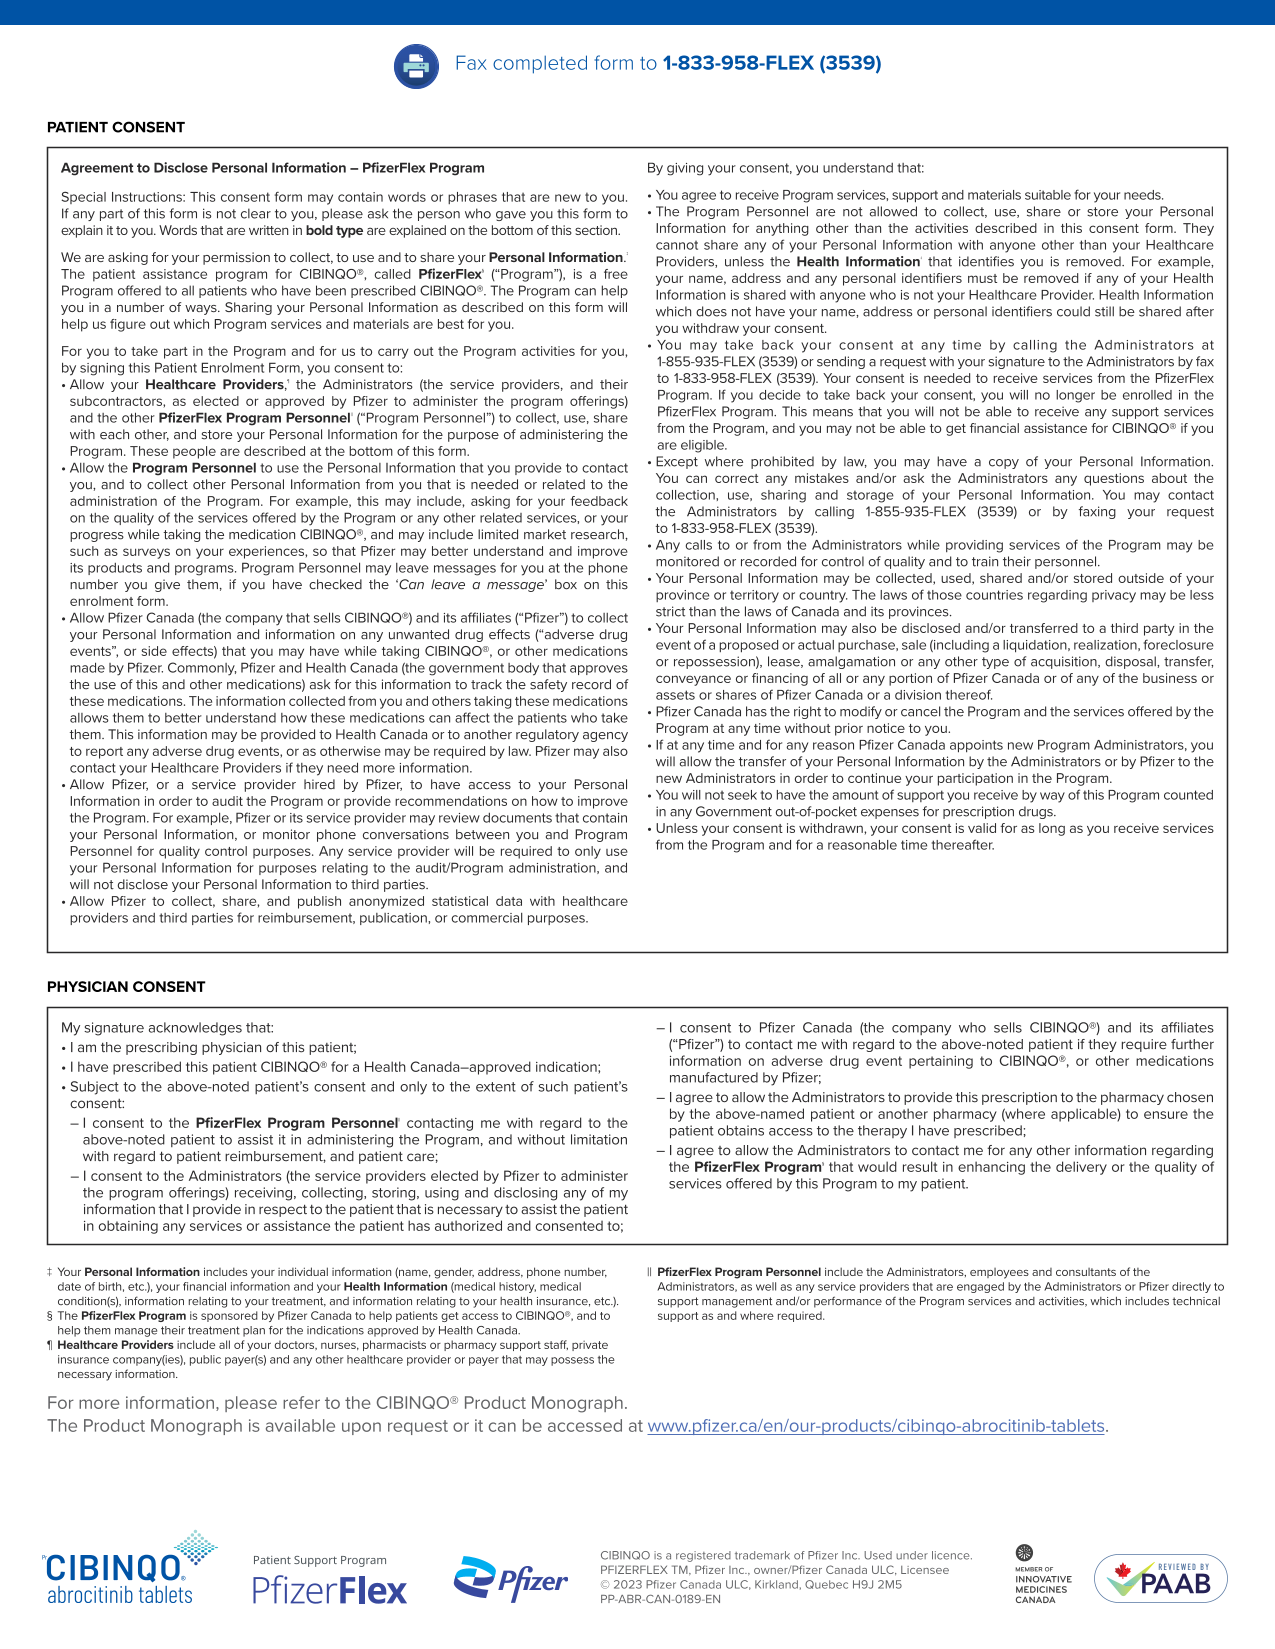 Fax completed form to 1-833-958-FLEX (3539)
PATIENT CONSENT
Agreement to Disclose Personal Information – PfizerFlex Program
Special Instructions: This consent form may contain words or phrases that are new to you.
If any part of this form is not clear to you, please ask the person who gave you this form to
explain it to you. Words that are written in bold type are explained on the bottom of this section.
We are asking for your permission to collect, to use and to share your Personal Information.‡
The patient assistance program for CIBINQO®, called PfizerFlex§ (“Program”), is a free
Program offered to all patients who have been prescribed CIBINQO®. The Program can help
you in a number of ways. Sharing your Personal Information as described on this form will
help us figure out which Program services and materials are best for you.
For you to take part in the Program and for us to carry out the Program activities for you,
by signing this Patient Enrolment Form, you consent to:
• Allow your Healthcare Providers,¶ the Administrators (the service providers, and their
subcontractors, as elected or approved by Pfizer to administer the program offerings)
and the other PfizerFlex Program Personnel|| (“Program Personnel”) to collect, use, share
with each other, and store your Personal Information for the purpose of administering the
Program. These people are described at the bottom of this form.
• Allow the Program Personnel to use the Personal Information that you provide to contact
you, and to collect other Personal Information from you that is needed or related to the
administration of the Program. For example, this may include, asking for your feedback
on the quality of the services offered by the Program or any other related services, or your
progress while taking the medication CIBINQO®, and may include limited market research,
such as surveys on your experiences, so that Pfizer may better understand and improve
its products and programs. Program Personnel may leave messages for you at the phone
number you give them, if you have checked the ‘Can leave a message’ box on this
enrolment form.
• Allow Pfizer Canada (the company that sells CIBINQO®) and its affiliates (“Pfizer”) to collect
your Personal Information and information on any unwanted drug effects (“adverse drug
events”, or side effects) that you may have while taking CIBINQO®, or other medications
made by Pfizer. Commonly, Pfizer and Health Canada (the government body that approves
the use of this and other medications) ask for this information to track the safety record of
these medications. The information collected from you and others taking these medications
allows them to better understand how these medications can affect the patients who take
them. This information may be provided to Health Canada or to another regulatory agency
to report any adverse drug events, or as otherwise may be required by law. Pfizer may also
contact your Healthcare Providers if they need more information.
• Allow Pfizer, or a service provider hired by Pfizer, to have access to your Personal
Information in order to audit the Program or provide recommendations on how to improve
the Program. For example, Pfizer or its service provider may review documents that contain
your Personal Information, or monitor phone conversations between you and Program
Personnel for quality control purposes. Any service provider will be required to only use
your Personal Information for purposes relating to the audit/Program administration, and
will not disclose your Personal Information to third parties.
• Allow Pfizer to collect, share, and publish anonymized statistical data with healthcare
providers and third parties for reimbursement, publication, or commercial purposes.
By giving your consent, you understand that:
• You agree to receive Program services, support and materials suitable for your needs.
• The Program Personnel are not allowed to collect, use, share or store your Personal
Information for anything other than the activities described in this consent form. They
cannot share any of your Personal Information with anyone other than your Healthcare
Providers, unless the Health Information‡ that identifies you is removed. For example,
your name, address and any personal identifiers must be removed if any of your Health
Information is shared with anyone who is not your Healthcare Provider. Health Information
which does not have your name, address or personal identifiers could still be shared after
you withdraw your consent.
• You may take back your consent at any time by calling the Administrators at
1-855-935-FLEX (3539) or sending a request with your signature to the Administrators by fax
to 1-833-958-FLEX (3539). Your consent is needed to receive services from the PfizerFlex
Program. If you decide to take back your consent, you will no longer be enrolled in the
PfizerFlex Program. This means that you will not be able to receive any support services
from the Program, and you may not be able to get financial assistance for CIBINQO® if you
are eligible.
• Except where prohibited by law, you may have a copy of your Personal Information.
You can correct any mistakes and/or ask the Administrators any questions about the
collection, use, sharing and storage of your Personal Information. You may contact
the Administrators by calling 1-855-935-FLEX (3539) or by faxing your request
to 1-833-958-FLEX (3539).
• Any calls to or from the Administrators while providing services of the Program may be
monitored or recorded for control of quality and to train their personnel.
• Your Personal Information may be collected, used, shared and/or stored outside of your
province or territory or country. The laws of those countries regarding privacy may be less
strict than the laws of Canada and its provinces.
• Your Personal Information may also be disclosed and/or transferred to a third party in the
event of a proposed or actual purchase, sale (including a liquidation, realization, foreclosure
or repossession), lease, amalgamation or any other type of acquisition, disposal, transfer,
conveyance or financing of all or any portion of Pfizer Canada or of any of the business or
assets or shares of Pfizer Canada or a division thereof.
• Pfizer Canada has the right to modify or cancel the Program and the services offered by the
Program at any time without prior notice to you.
• If at any time and for any reason Pfizer Canada appoints new Program Administrators, you
will allow the transfer of your Personal Information by the Administrators or by Pfizer to the
new Administrators in order to continue your participation in the Program.
• You will not seek to have the amount of support you receive by way of this Program counted
in any Government out-of-pocket expenses for prescription drugs.
• Unless your consent is withdrawn, your consent is valid for as long as you receive services
from the Program and for a reasonable time thereafter.
PHYSICIAN CONSENT
My signature acknowledges that:
• I am the prescribing physician of this patient;
• I have prescribed this patient CIBINQO® for a Health Canada–approved indication;
• Subject to the above-noted patient’s consent and only to the extent of such patient’s
consent:
– I consent to the PfizerFlex Program Personnel|| contacting me with regard to the
above-noted patient to assist it in administering the Program, and without limitation
with regard to patient reimbursement, and patient care;
– I consent to the Administrators (the service providers elected by Pfizer to administer
the program offerings) receiving, collecting, storing, using and disclosing any of my
information that I provide in respect to the patient that is necessary to assist the patient
in obtaining any services or assistance the patient has authorized and consented to;
– I consent to Pfizer Canada (the company who sells CIBINQO®) and its affiliates
(“Pfizer”) to contact me with regard to the above-noted patient if they require further
information on adverse drug event pertaining to CIBINQO®, or other medications
manufactured by Pfizer;
– I agree to allow the Administrators to provide this prescription to the pharmacy chosen
by the above-named patient or another pharmacy (where applicable) to ensure the
patient obtains access to the therapy I have prescribed;
– I agree to allow the Administrators to contact me for any other information regarding
the PfizerFlex Program§ that would result in enhancing the delivery or the quality of
services offered by this Program to my patient.
‡ Your Personal Information includes your individual information (name, gender, address, phone number,
date of birth, etc.), your financial information and your Health Information (medical history, medical
condition(s), information relating to your treatment, and information relating to your health insurance, etc.).
§ The PfizerFlex Program is sponsored by Pfizer Canada to help patients get access to CIBINQO®, and to
help them manage their treatment plan for the indications approved by Health Canada.
¶ Healthcare Providers include all of your doctors, nurses, pharmacists or pharmacy support staff, private
insurance company(ies), public payer(s) and any other healthcare provider or payer that may possess the
necessary information.
|| PfizerFlex Program Personnel include the Administrators, employees and consultants of the
Administrators, as well as any service providers that are engaged by the Administrators or Pfizer directly to
support management and/or performance of the Program services and activities, which includes technical
support as and where required.
For more information, please refer to the CIBINQO® Product Monograph.
The Product Monograph is available upon request or it can be accessed at www.pfizer.ca/en/our-products/cibinqo-abrocitinib-tablets.
Pr CIBINQO®
abrocitinib tablets
Patient Support Program
PfizerFlex
Pfizer
CIBINQO is a registered trademark of Pfizer Inc. Used under licence.
PFIZERFLEX TM, Pfizer Inc., owner/Pfizer Canada ULC, Licensee
© 2023 Pfizer Canada ULC, Kirkland, Quebec H9J 2M5
PP-ABR-CAN-0189-EN
MEMBER OF
INNOVATIVE
MEDICINES
CANADA
REVIEWED BY
PAAB